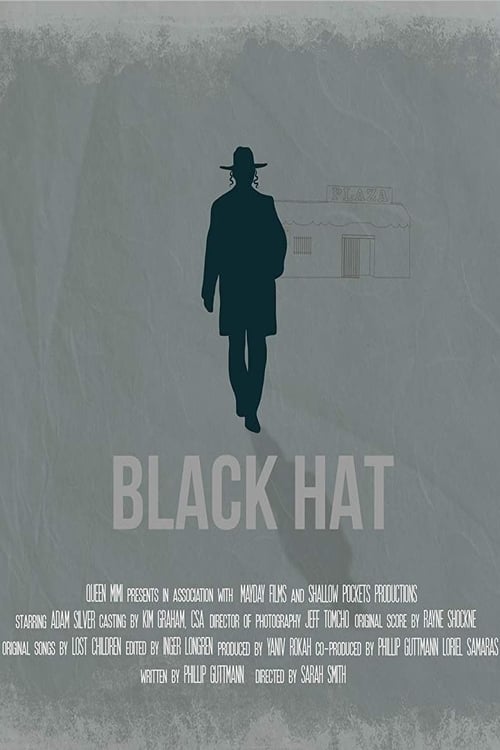 PLAZA
BLACK HAT
QUEEN MIMI PRESENTS IN ASSOCIATION WITH MAYDAY FILMS AND SHALLOW POCKETS PRODUCTIONS
STARRING ADAM SILVER CASTING BY KIM GRAHAM, CSA DIRECTOR OF PHOTOGRAPHY JEFF TOMCHO ORIGINAL SCORE BY RAYNE SHOCKNE
ORIGINAL SONGS BY LOST CHILDREN EDITED BY INGER LONGREN PRODUCED BY YANIV ROKAH CO-PRODUCED BY PHILLIP GUTTMANN LORIEL SAMARAS
WRITTEN BY PHILLIP GUTTMANN DIRECTED BY SARAH SMITH